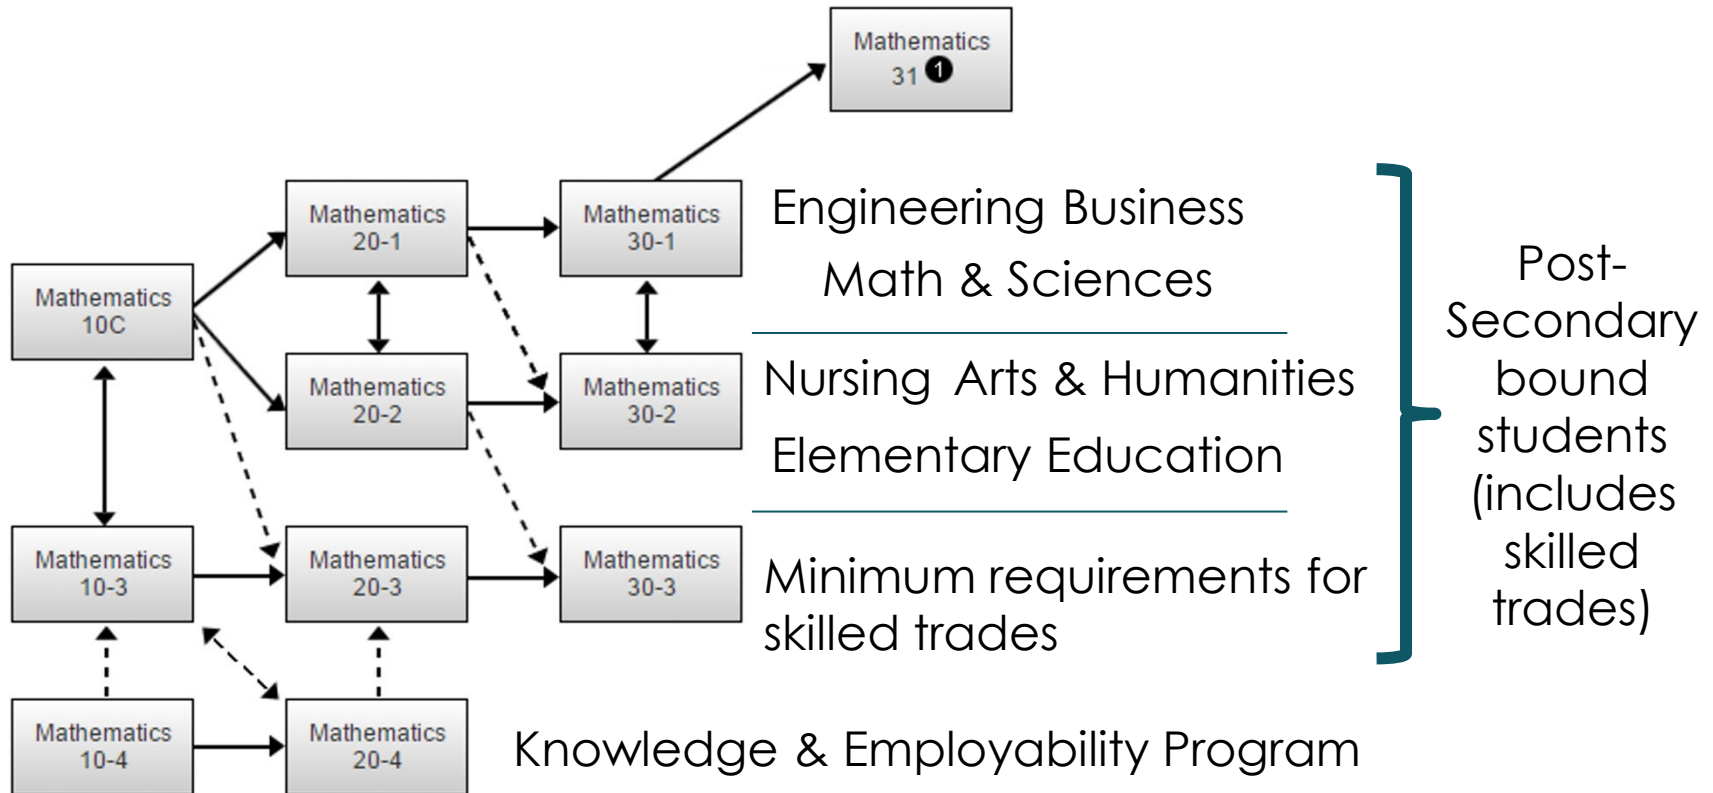 Mathematics
31 ❶
Mathematics
20-1
Mathematics
30-1
Engineering Business
Math & Sciences
Mathematics
10C
Mathematics
20-2
Mathematics
30-2
Nursing Arts & Humanities
Elementary Education
Mathematics
10-3
Mathematics
20-3
Mathematics
30-3
Minimum requirements for
skilled trades
Mathematics
10-4
Mathematics
20-4
Knowledge & Employability Program
Post-
Secondary
bound
students
(includes
skilled
trades)